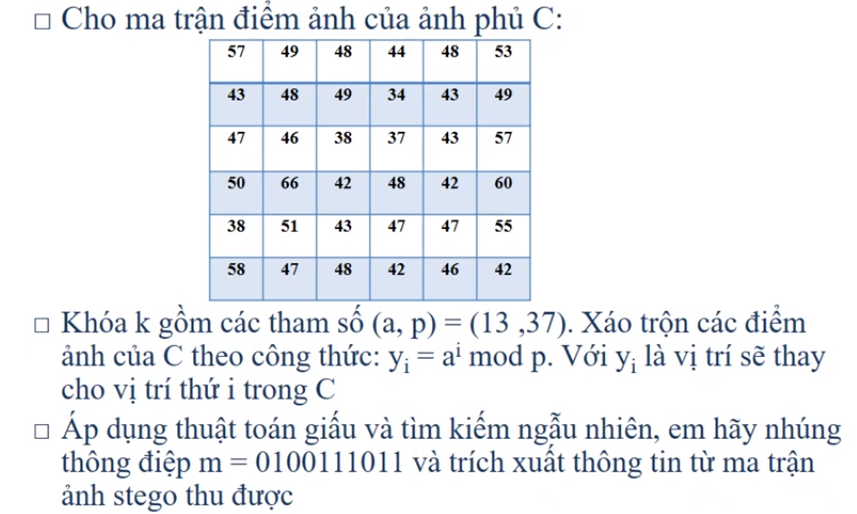 □ Cho ma trận điểm ảnh của ảnh phủ C:
57 49 48 44 48 53
43 48 49 34 43 49
47 46 38 37 43 57
50 66 42 48 42 60
38 51 43 47 47 55
58 47 48 42 46 42
□ Khóa k gồm các tham số (a, p) = (13 ,37). Xáo trộn các điểm
ảnh của C theo công thức: yᵢ = aⁱ mod p. Với yᵢ là vị trí sẽ thay
cho vị trí thứ i trong C
□ Áp dụng thuật toán giấu và tìm kiếm ngẫu nhiên, em hãy nhúng
thông điệp m = 0100111011 và trích xuất thông tin từ ma trận
ảnh stego thu được